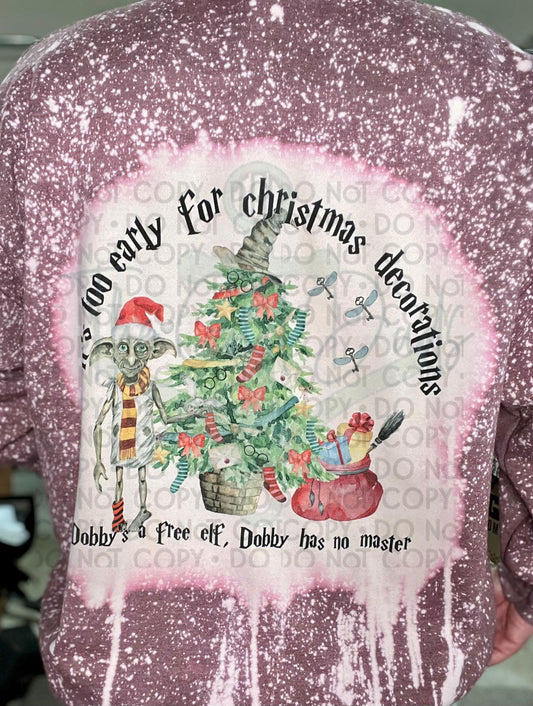 it's too early for christmas decorations
Dobby's a free elf, Dobby has no master
DO NOT COPY